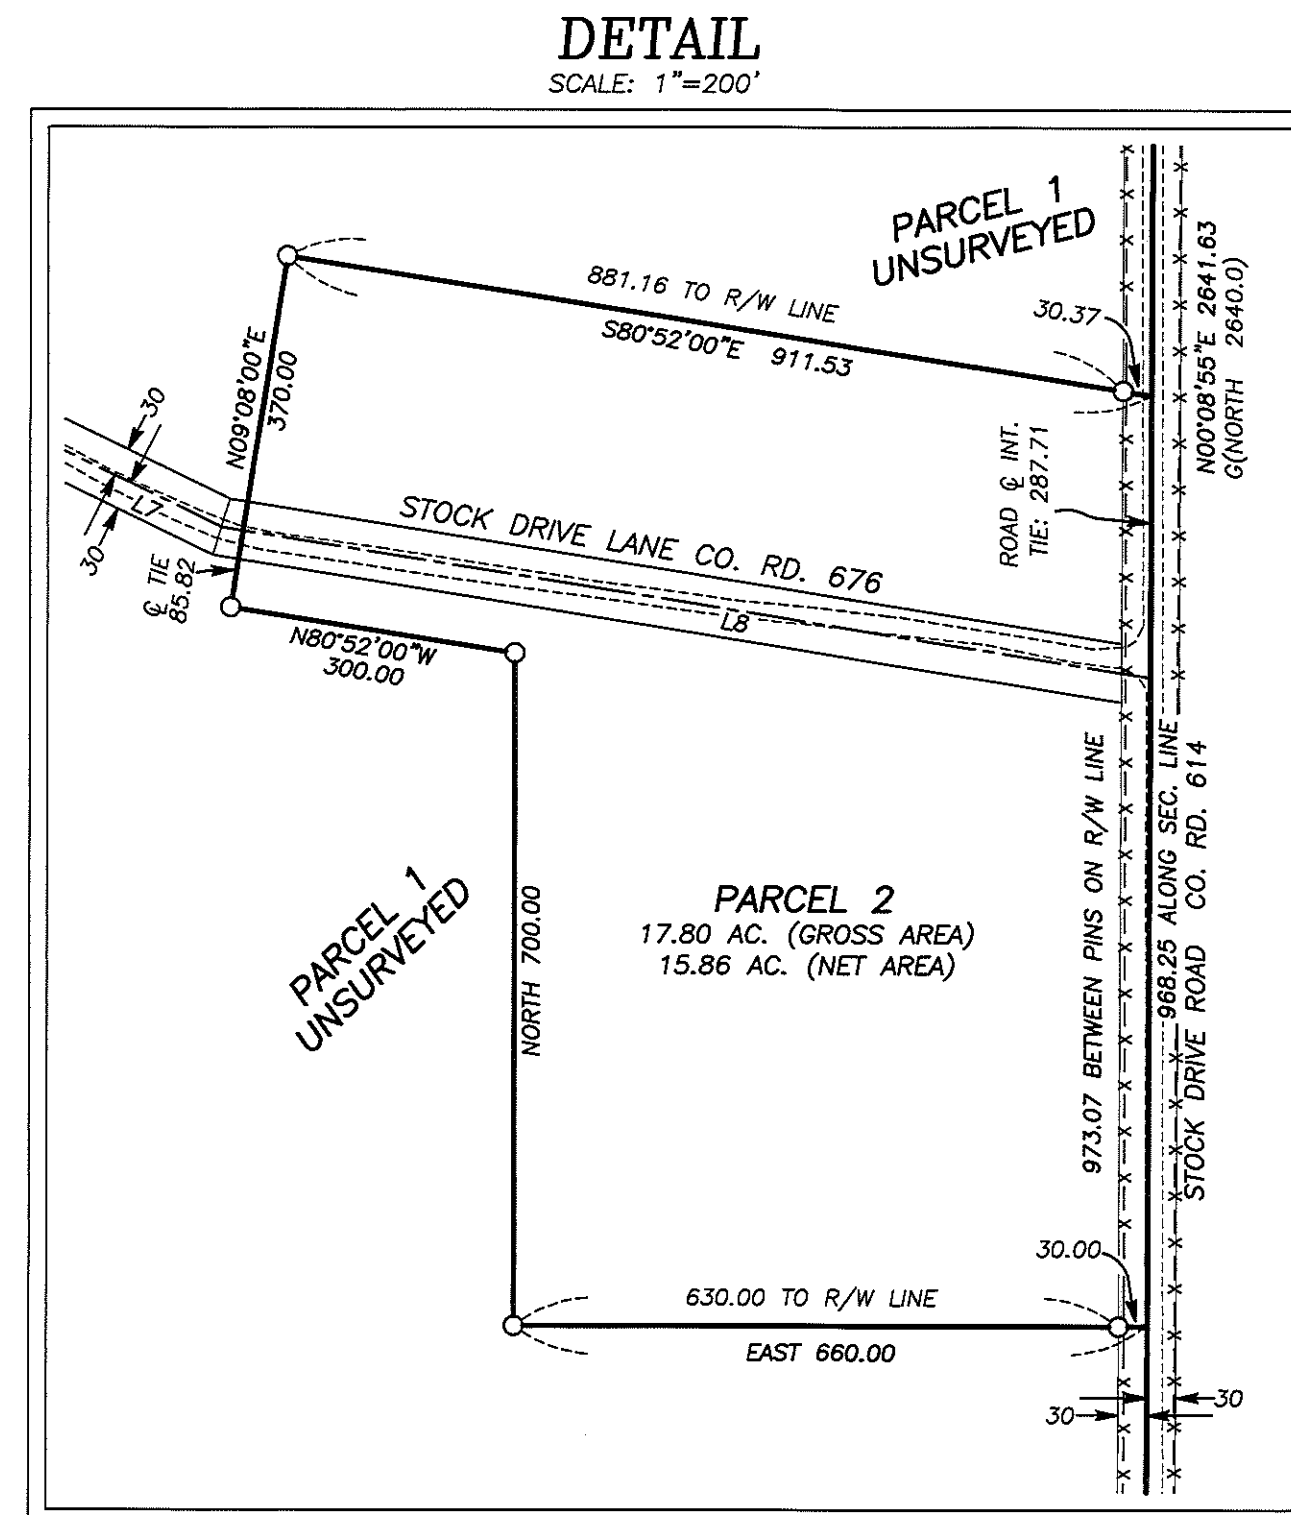 DETAIL
SCALE: 1"=200'
PARCEL 1
UNSURVEYED
881.16 TO R/W LINE
S80°52'00"E 911.53
30.37
N00°08'55"E 2641.63
G(NORTH 2640.0)
N09°08'00"E
370.00
30
30
L7
℄ TIE
85.82
STOCK DRIVE LANE CO. RD. 676
L8
ROAD ℄ INT.
TIE: 287.71
N80°52'00"W
300.00
PARCEL 1
UNSURVEYED
NORTH 700.00
PARCEL 2
17.80 AC. (GROSS AREA)
15.86 AC. (NET AREA)
973.07 BETWEEN PINS ON R/W LINE
968.25 ALONG SEC. LINE
STOCK DRIVE ROAD CO. RD. 614
30.00
630.00 TO R/W LINE
EAST 660.00
30
30